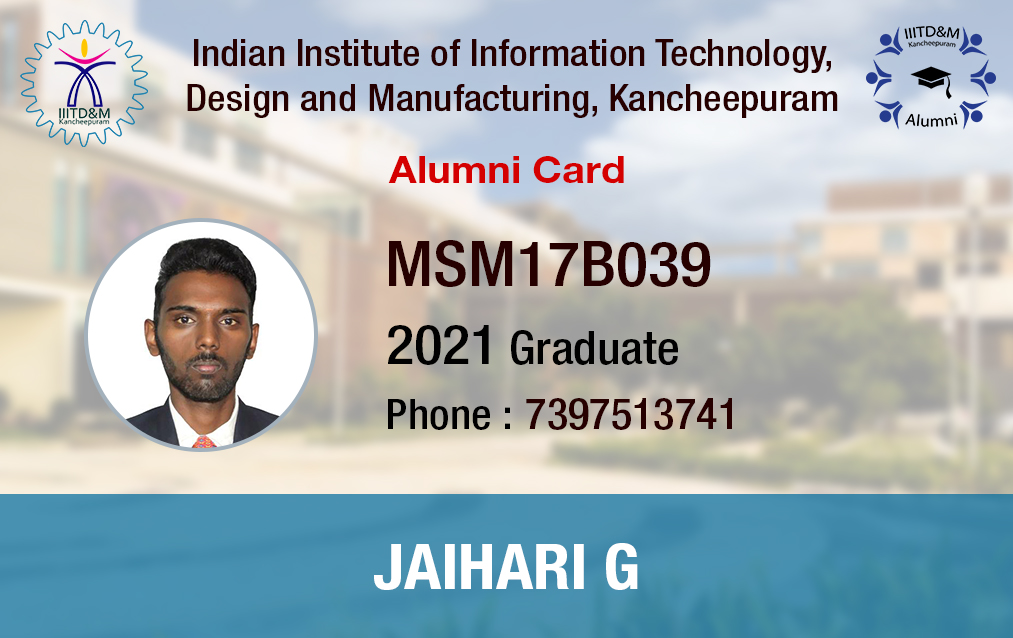 IIITD&M
Kancheepuram
Indian Institute of Information Technology,
Design and Manufacturing, Kancheepuram
IIITD&M
Kancheepuram
Alumni
Alumni Card
MSM17B039
2021 Graduate
Phone : 7397513741
JAIHARI G